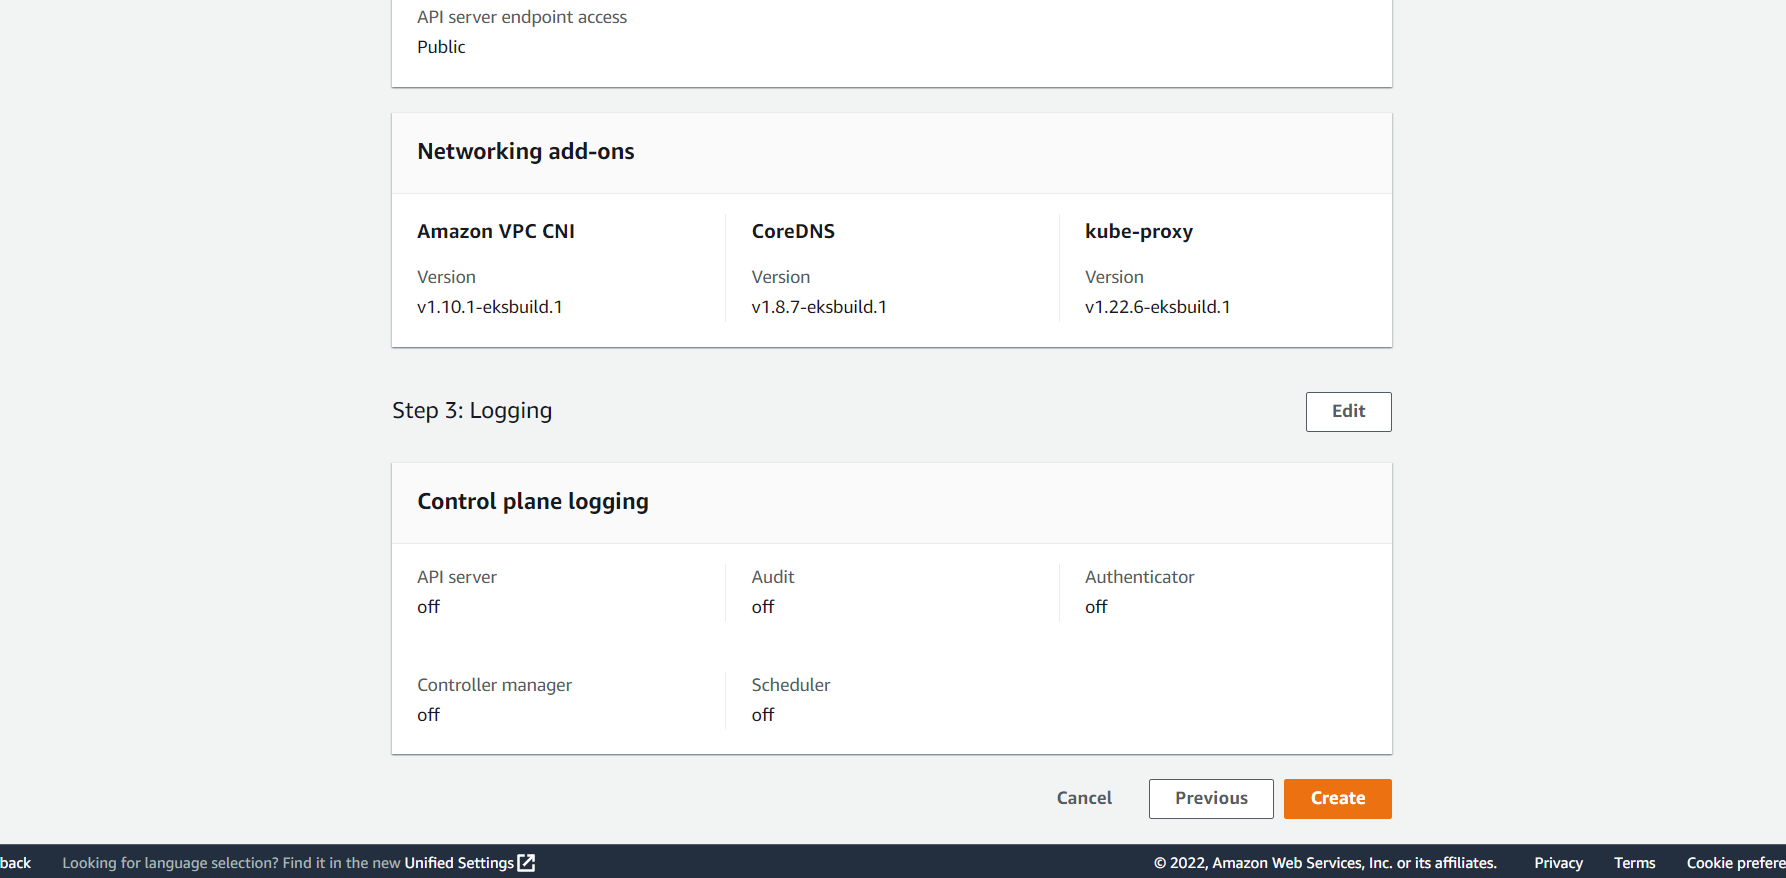 API server endpoint access
Public
Networking add-ons
Amazon VPC CNI
CoreDNS
kube-proxy
Version
Version
Version
v1.10.1-eksbuild.1
v1.8.7-eksbuild.1
v1.22.6-eksbuild.1
Step 3: Logging
Edit
Control plane logging
API server
Audit
Authenticator
off
off
off
Controller manager
Scheduler
off
off
Cancel
Previous
Create
back
Looking for language selection? Find it in the new Unified Settings
© 2022, Amazon Web Services, Inc. or its affiliates.
Privacy
Terms
Cookie prefere